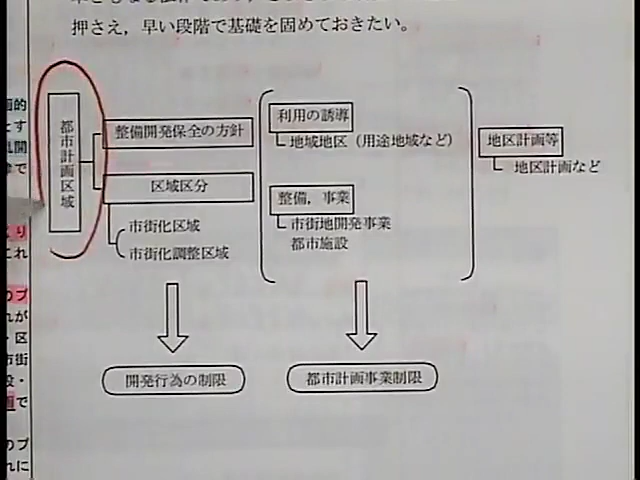 押さえ，早い段階で基礎を固めておきたい。
都市計画区域
整備開発保全の方針
区域区分
市街化区域
市街化調整区域
利用の誘導
地域地区（用途地域など）
整備，事業
市街地開発事業
都市施設
地区計画等
地区計画など
開発行為の制限
都市計画事業制限